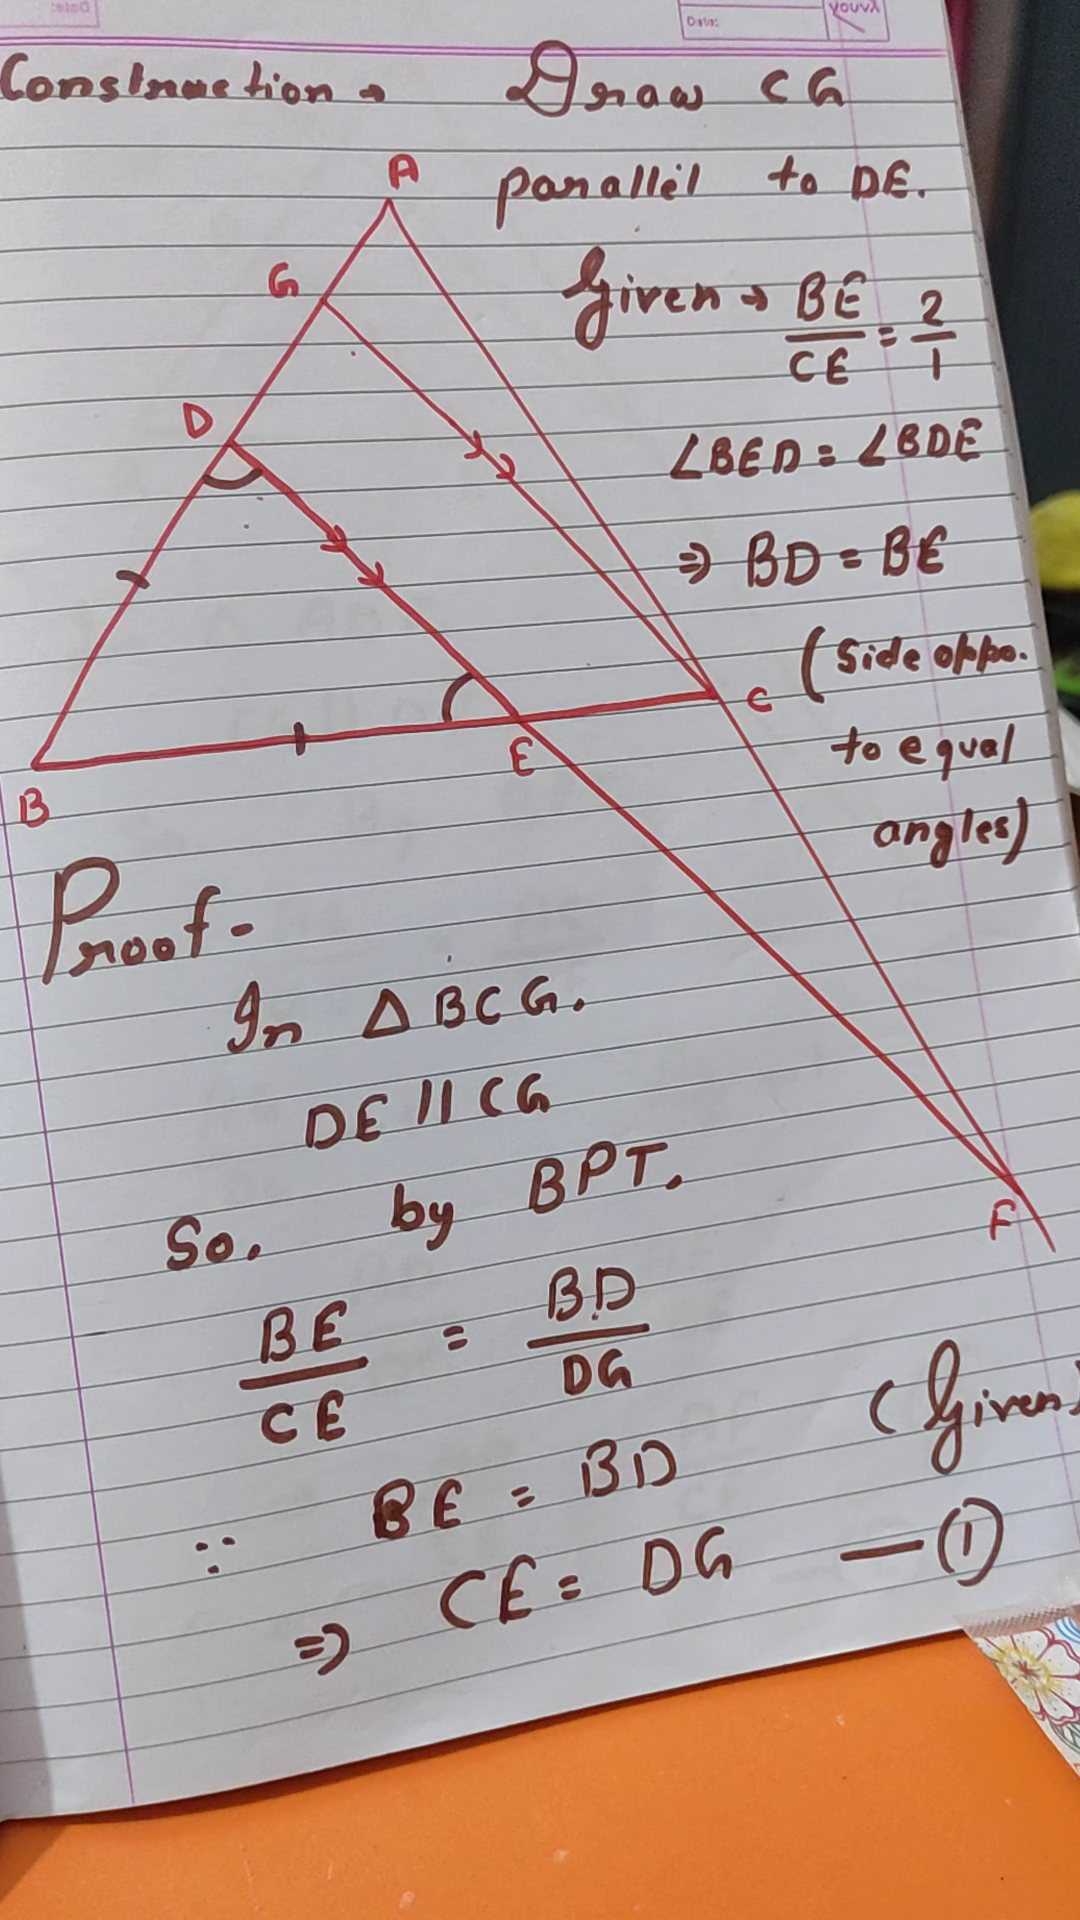 Date:
YOUVA
Construction → Draw CG
parallel to DE.
A
G
D
B
E
C
F
Given → BE/CE = 2/1
∠BED = ∠BDE
⇒ BD = BE
(Side oppo.
to equal
angles)
Proof -
In △BCG.
DE || CG
So. by BPT.
BE/CE = BD/DG
∵ BE = BD (Given)
⇒ CE = DG — ①